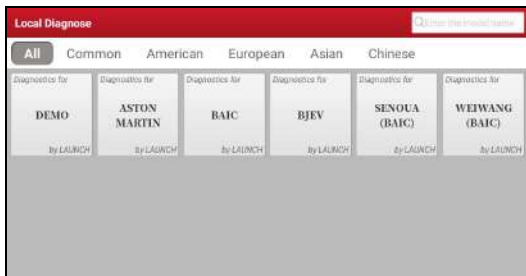 Local Diagnose
Enter the model name
All Common American European Asian Chinese
Diagnostics for Diagnostics for Diagnostics for Diagnostics for Diagnostics for Diagnostics for
DEMO
ASTON
MARTIN
BAIC
BJEV
SENOUA
(BAIC)
WEIWANG
(BAIC)
by LAUNCH by LAUNCH by LAUNCH by LAUNCH by LAUNCH by LAUNCH